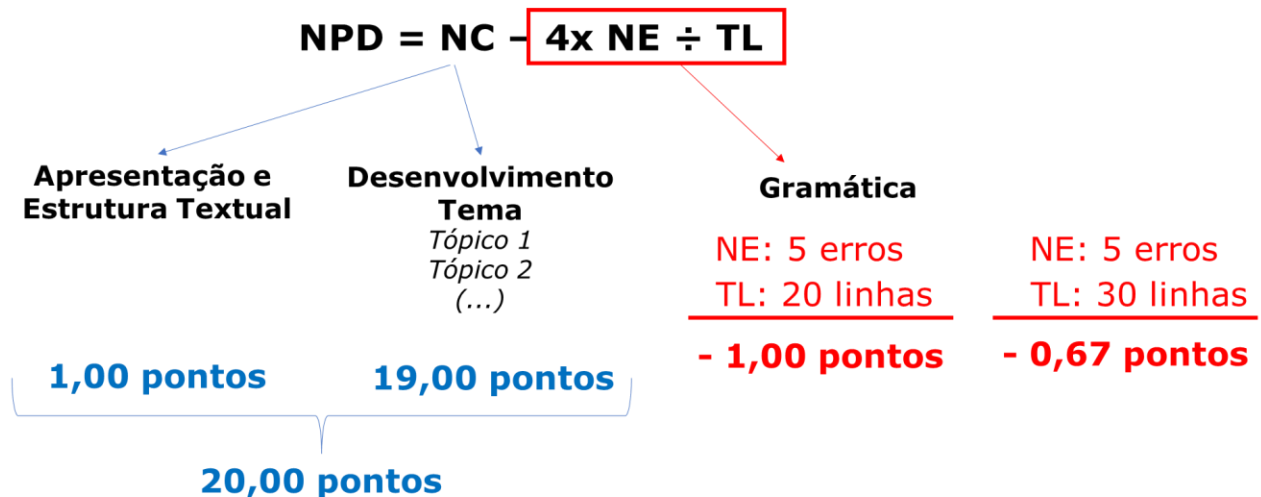 NPD = NC – 4x NE ÷ TL
Apresentação e
Estrutura Textual
1,00 pontos
Desenvolvimento
Tema
Tópico 1
Tópico 2
(...)
19,00 pontos
20,00 pontos
Gramática
NE: 5 erros
TL: 20 linhas
- 1,00 pontos
NE: 5 erros
TL: 30 linhas
- 0,67 pontos